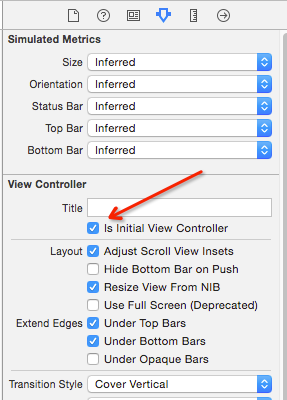 Simulated Metrics
Size Inferred
Orientation Inferred
Status Bar Inferred
Top Bar Inferred
Bottom Bar Inferred
View Controller
Title
Is Initial View Controller
Layout Adjust Scroll View Insets
Hide Bottom Bar on Push
Resize View From NIB
Use Full Screen (Deprecated)
Extend Edges Under Top Bars
Under Bottom Bars
Under Opaque Bars
Transition Style Cover Vertical